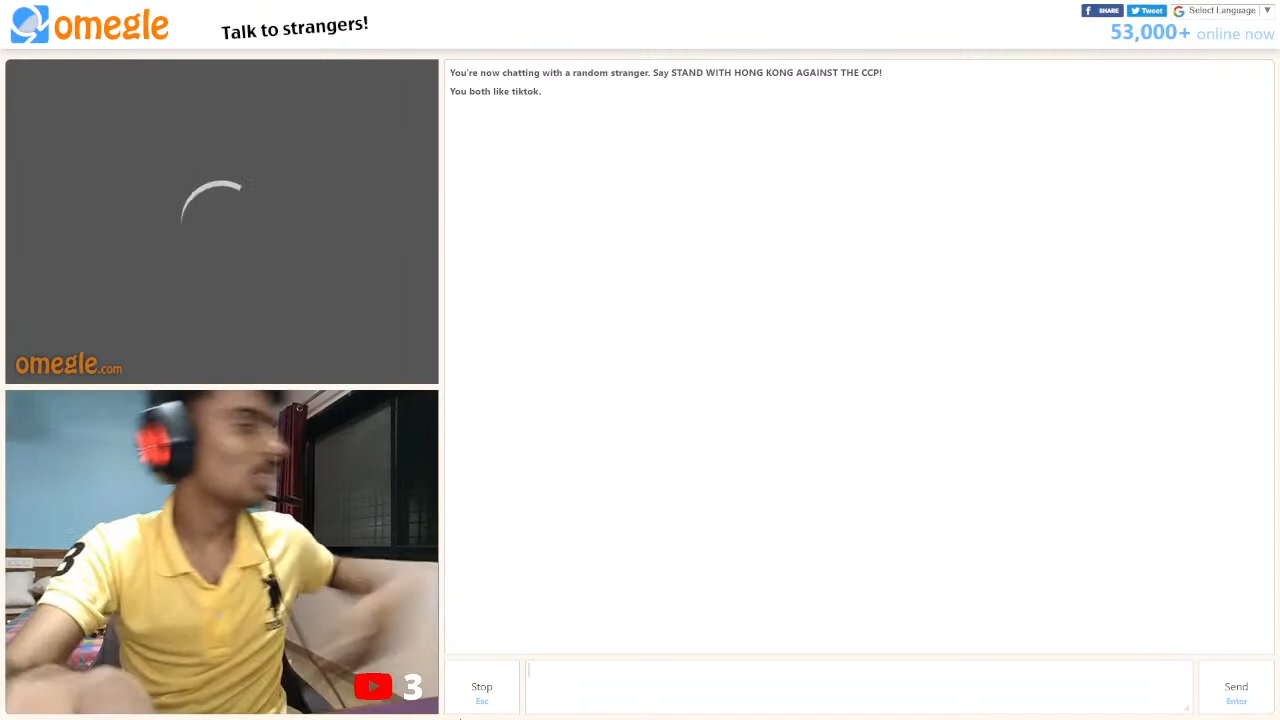 omegle
Talk to strangers!
SHARE
Tweet
Select Language ▼
53,000+ online now
You're now chatting with a random stranger. Say STAND WITH HONG KONG AGAINST THE CCP!
You both like tiktok.
omegle.com
3
3
Stop
Esc
Send
Enter